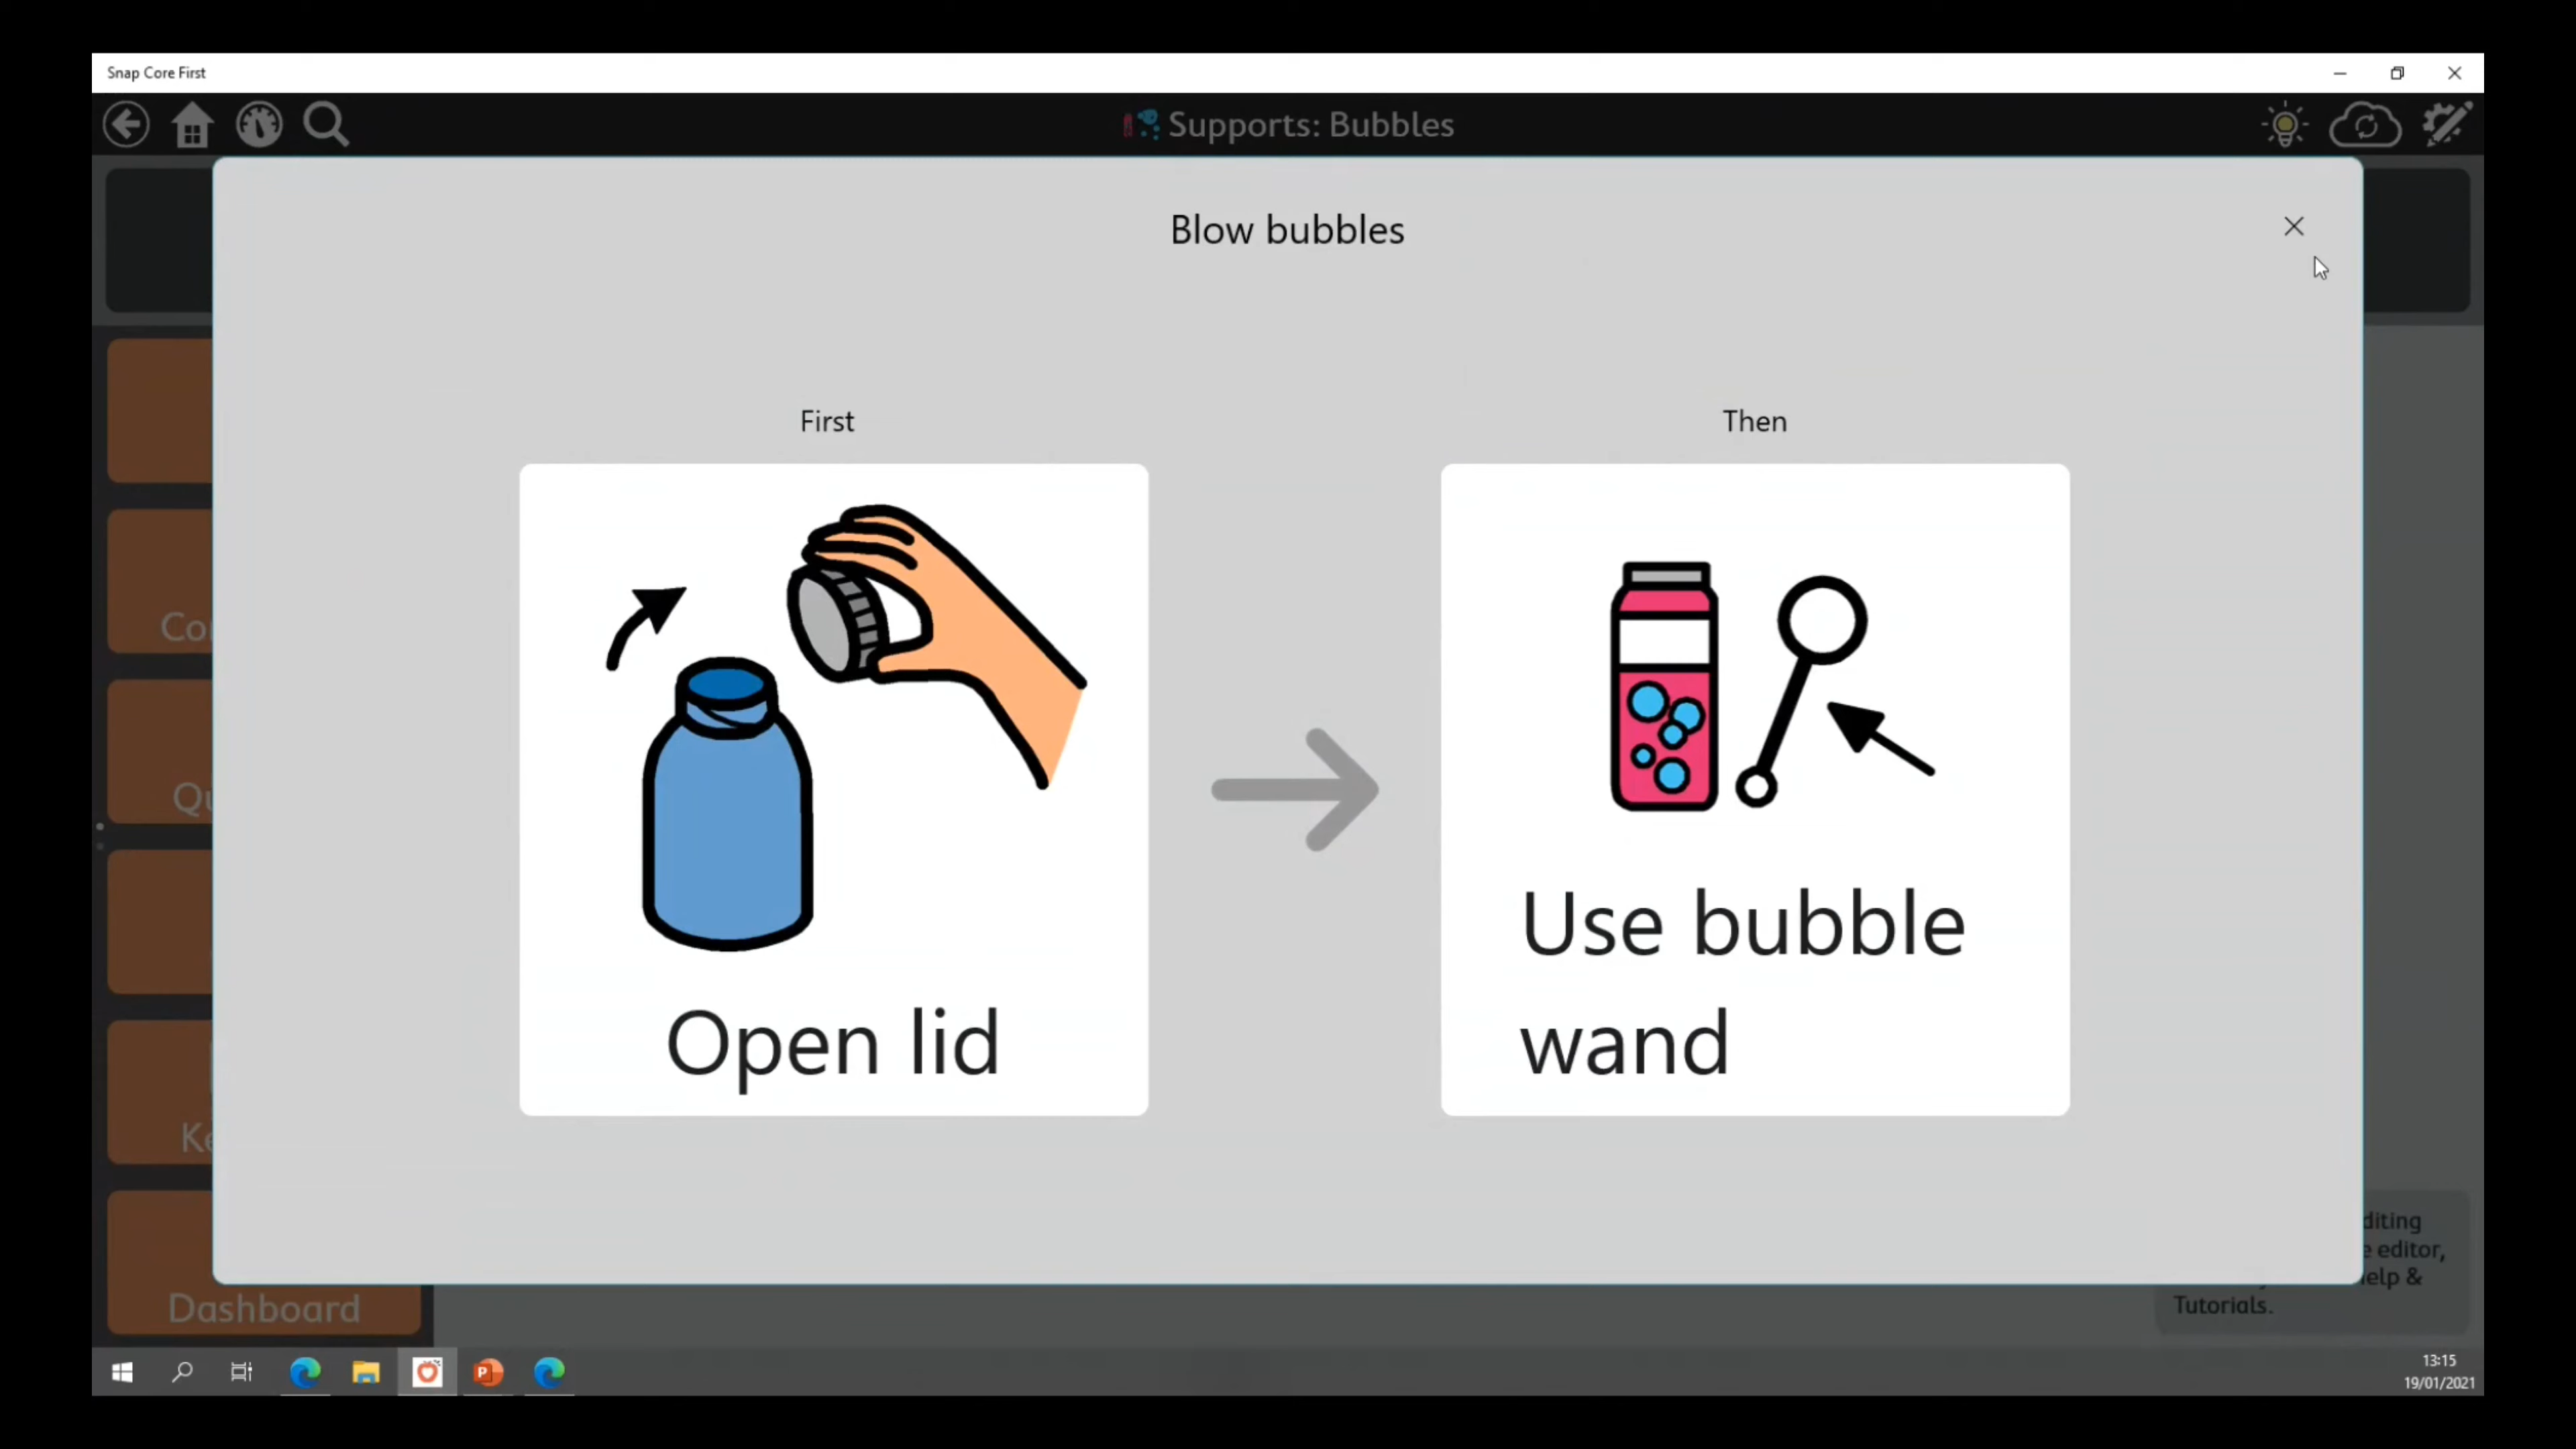 Snap Core First
Supports: Bubbles
Blow bubbles
First
Then
Open lid
Use bubble
wand
Dashboard
editor,
&
Tutorials.
13:15
19/01/2021